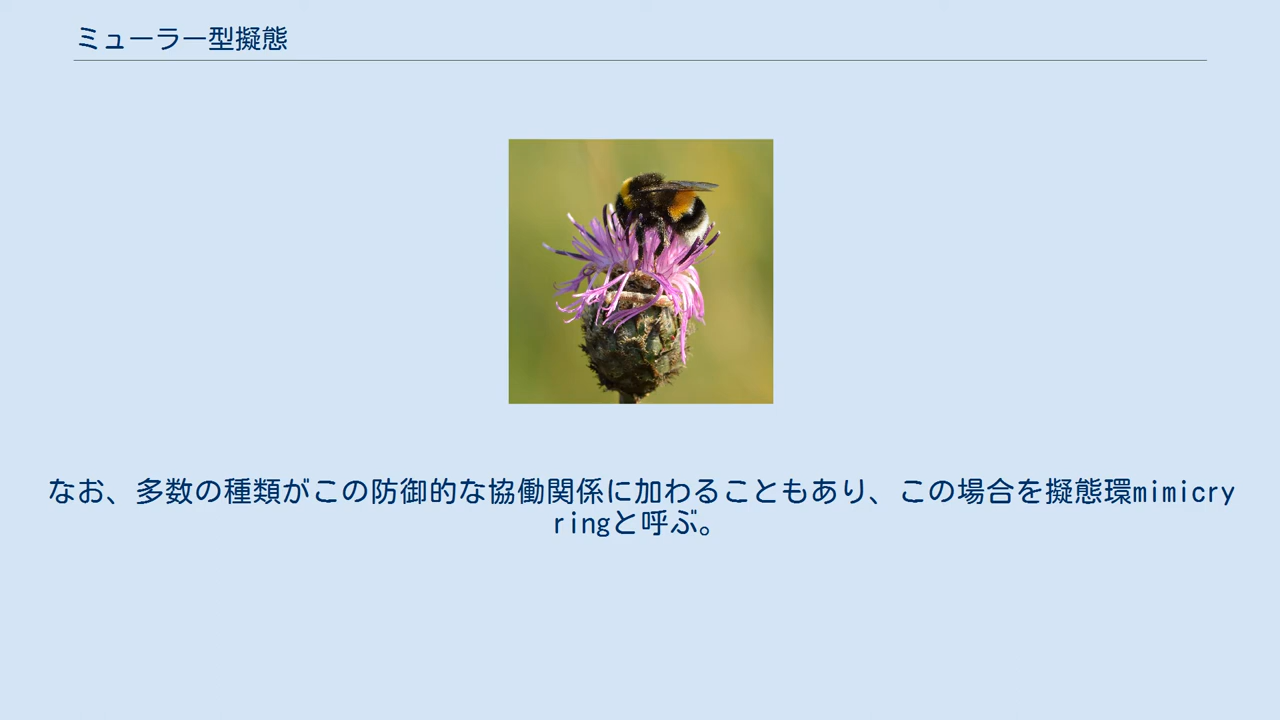 ミューラー型擬態
なお、多数の種類がこの防御的な協働関係に加わることもあり、この場合を擬態環mimicry
ringと呼ぶ。